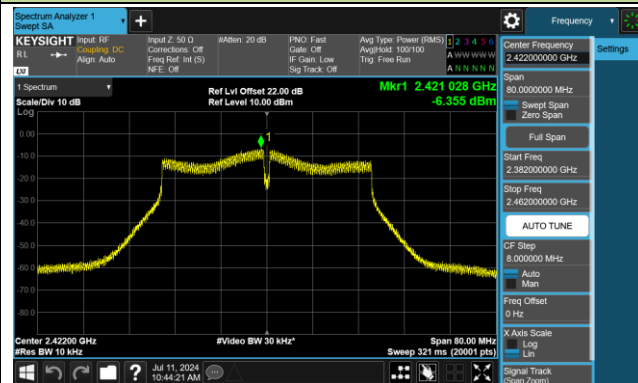 Spectrum Analyzer 1
Swept SA
Frequency
KEYSIGHT
RL
LXI
Input: RF
Coupling: DC
Align: Auto
Input Z: 50 Ω
Corrections: Off
Freq Ref: Int (S)
NFE: Off
#Atten: 20 dB
PNO: Fast
Gate: Off
IF Gain: Low
Sig Track: Off
Avg Type: Power (RMS)
Avg|Hold: 100/100
Trig: Free Run
1 2 3 4 5 6
A W W W W W
A N N N N N
1 Spectrum
Scale/Div 10 dB
Ref Lvl Offset 22.00 dB
Ref Level 10.00 dBm
Mkr1 2.421 028 GHz
-6.355 dBm
Log
0.00
-10.0
-20.0
-30.0
-40.0
-50.0
-60.0
-70.0
-80.0
1
Center 2.42200 GHz
#Res BW 10 kHz
#Video BW 30 kHz*
Span 80.00 MHz
Sweep 321 ms (20001 pts)
Center Frequency
2.422000000 GHz
Settings
Span
80.0000000 MHz
Swept Span
Zero Span
Full Span
Start Freq
2.382000000 GHz
Stop Freq
2.462000000 GHz
AUTO TUNE
CF Step
8.000000 MHz
Auto
Man
Freq Offset
0 Hz
X Axis Scale
Log
Lin
Signal Track
(Span Zoom)
?
Jul 11, 2024
10:44:21 AM